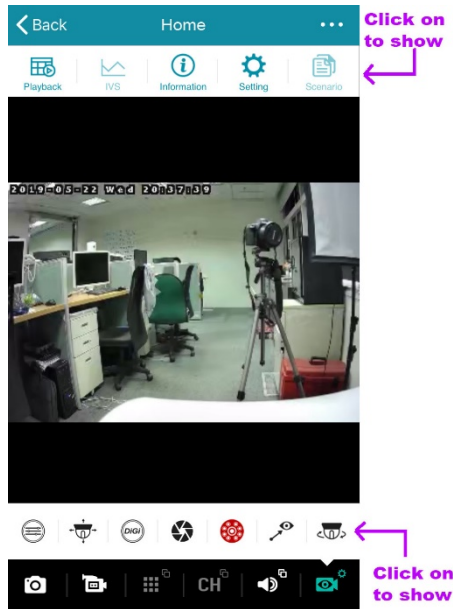 Back Home
Click on
to show
Playback IVS Information Setting Scenario
2019-05-22 Wed 20:37:39
DIGI
CH
Click on
to show